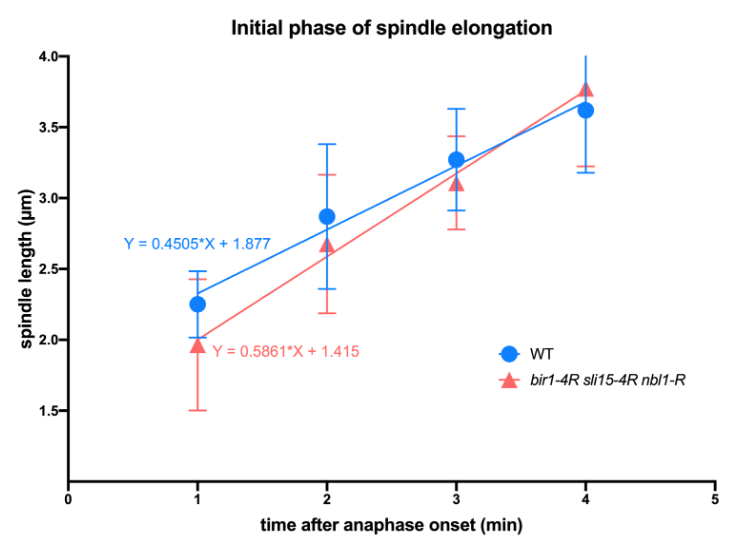 Initial phase of spindle elongation
spindle length (μm)
4.0
3.5
3.0
2.5
2.0
1.5
Y = 0.4505*X + 1.877
Y = 0.5861*X + 1.415
WT
bir1-4R sli15-4R nbl1-R
0 1 2 3 4 5
time after anaphase onset (min)